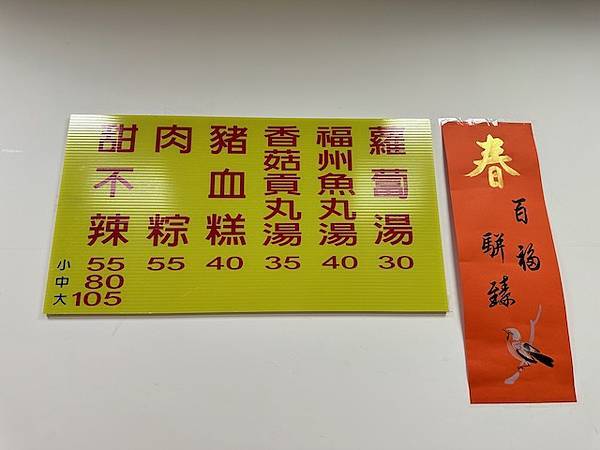 甜不辣
小 55
中 80
大 105
肉粽
55
豬血糕
40
香菇貢丸湯
35
福州魚丸湯
40
蘿蔔湯
30
春
百福
駢臻